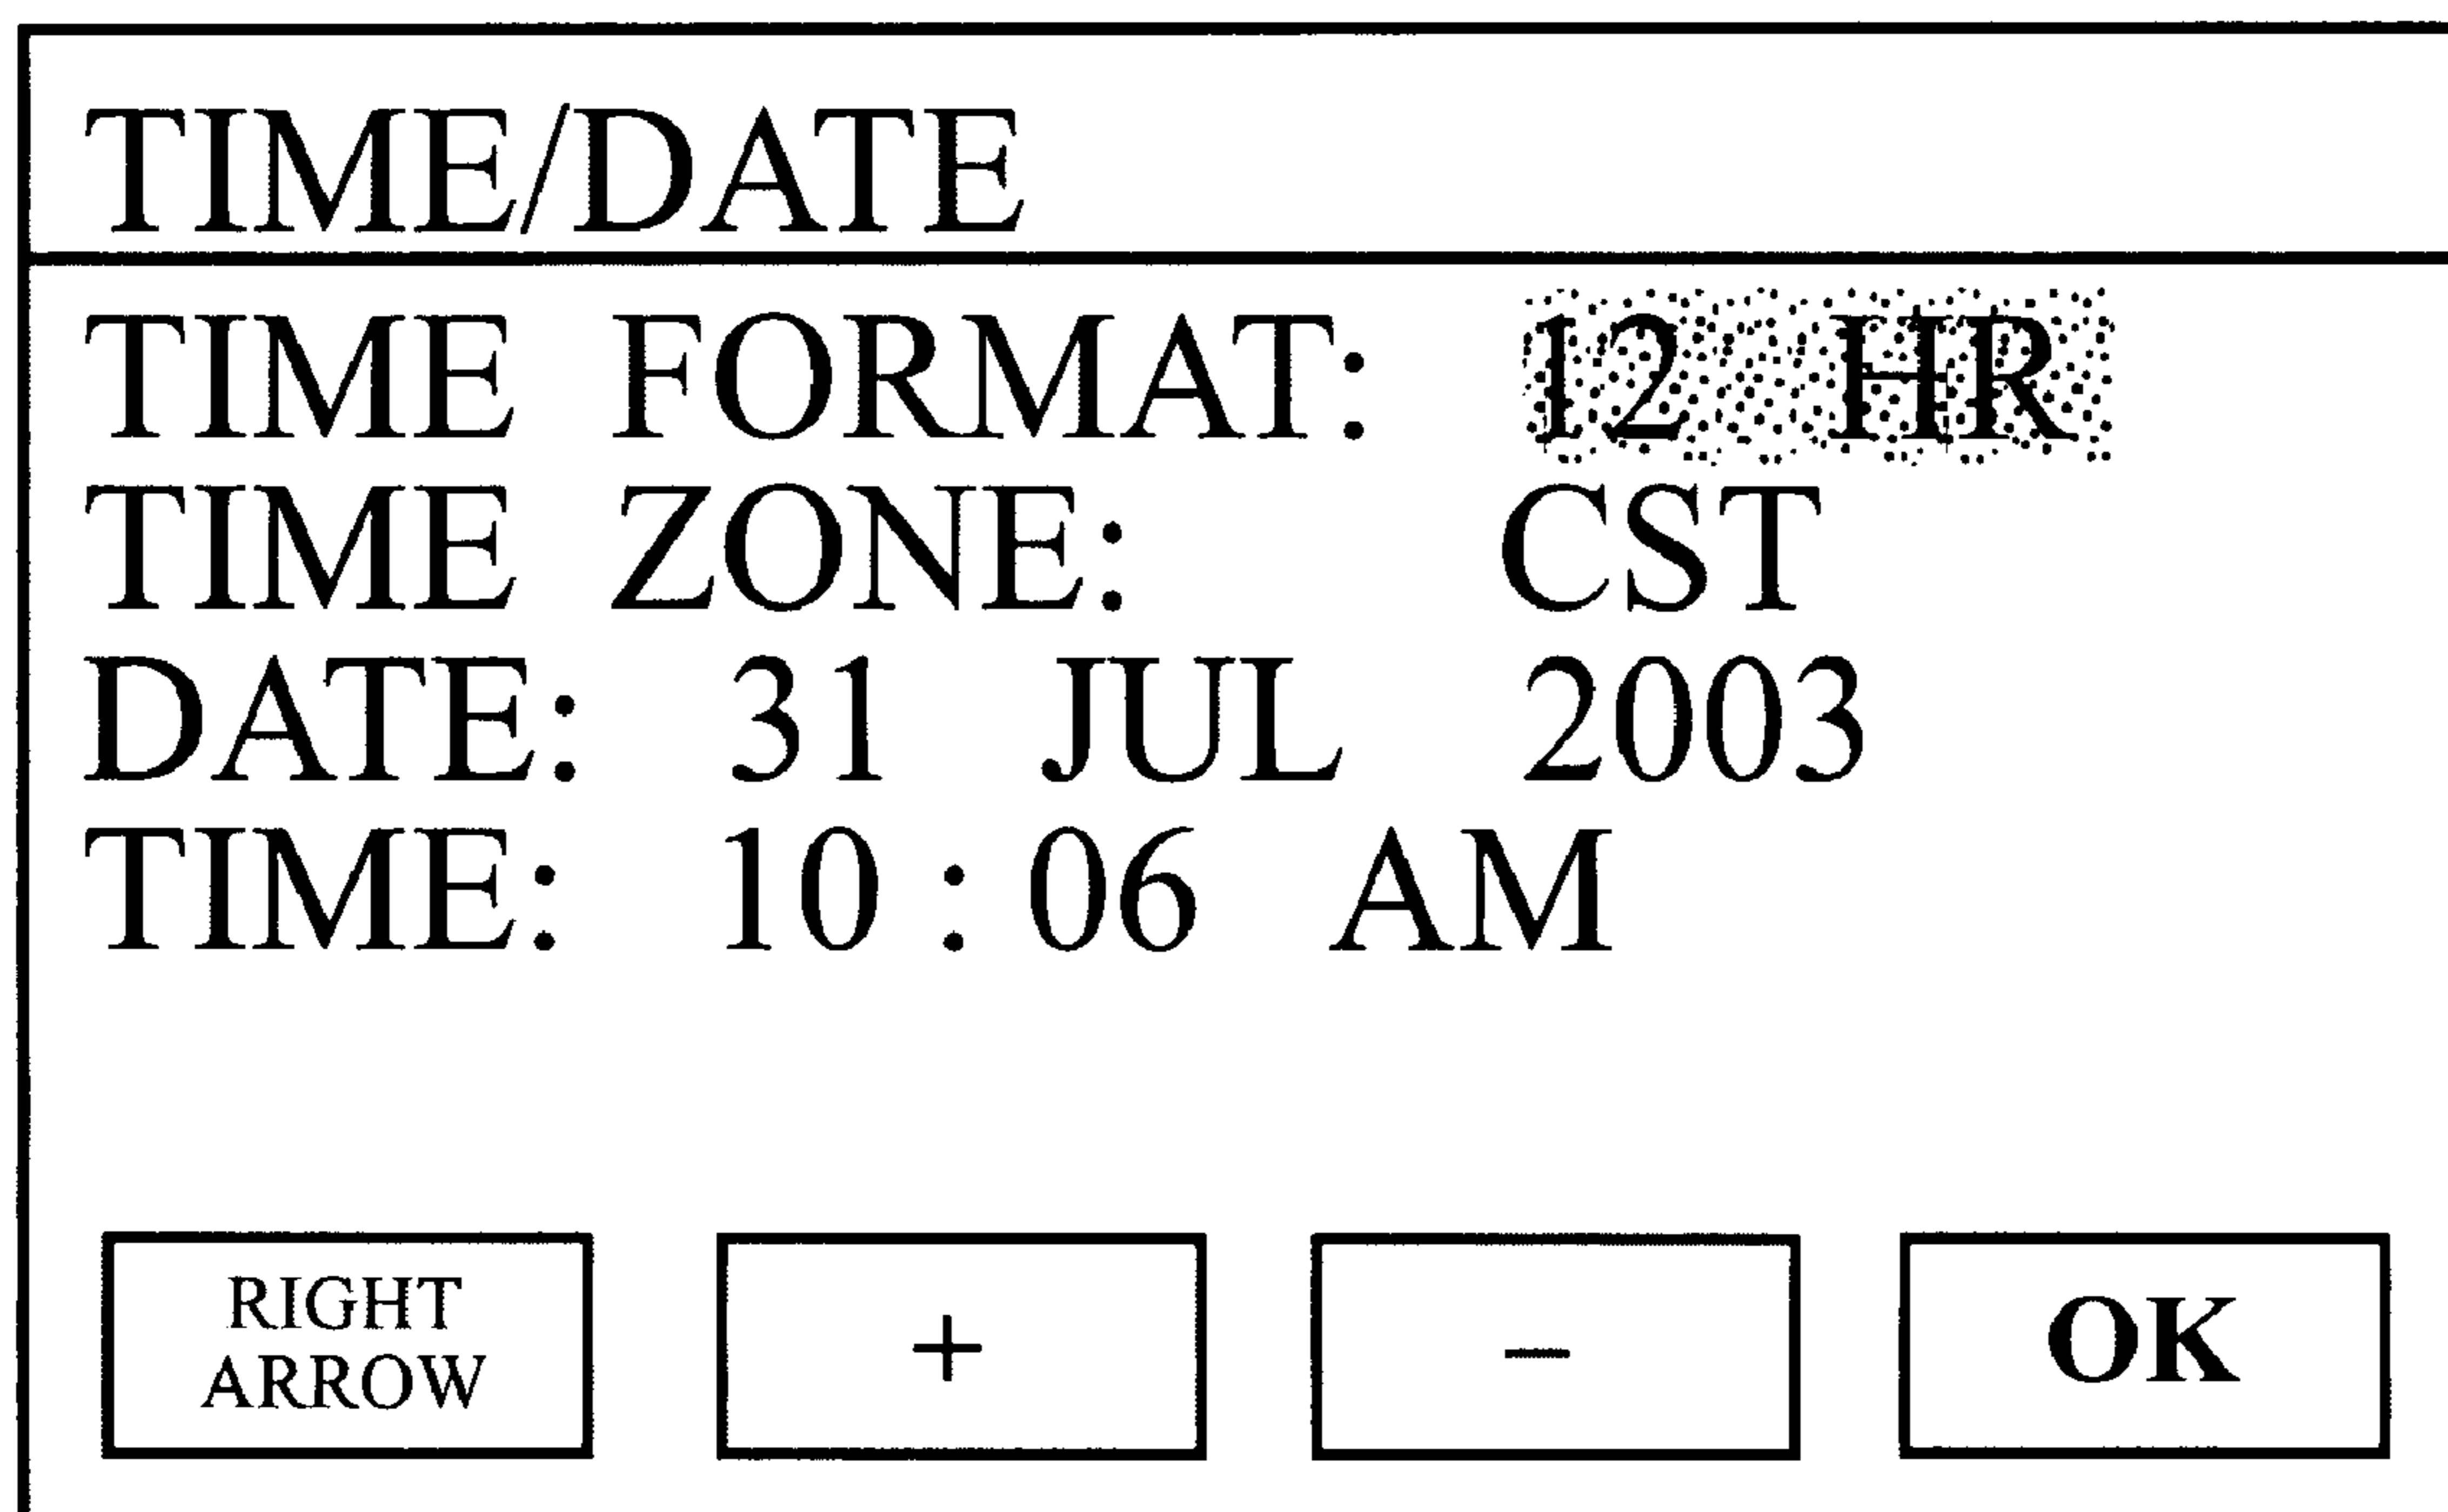 TIME/DATE
TIME FORMAT: 12 HR
TIME ZONE: CST
DATE: 31 JUL 2003
TIME: 10 : 06 AM
RIGHT
ARROW
+
−
OK